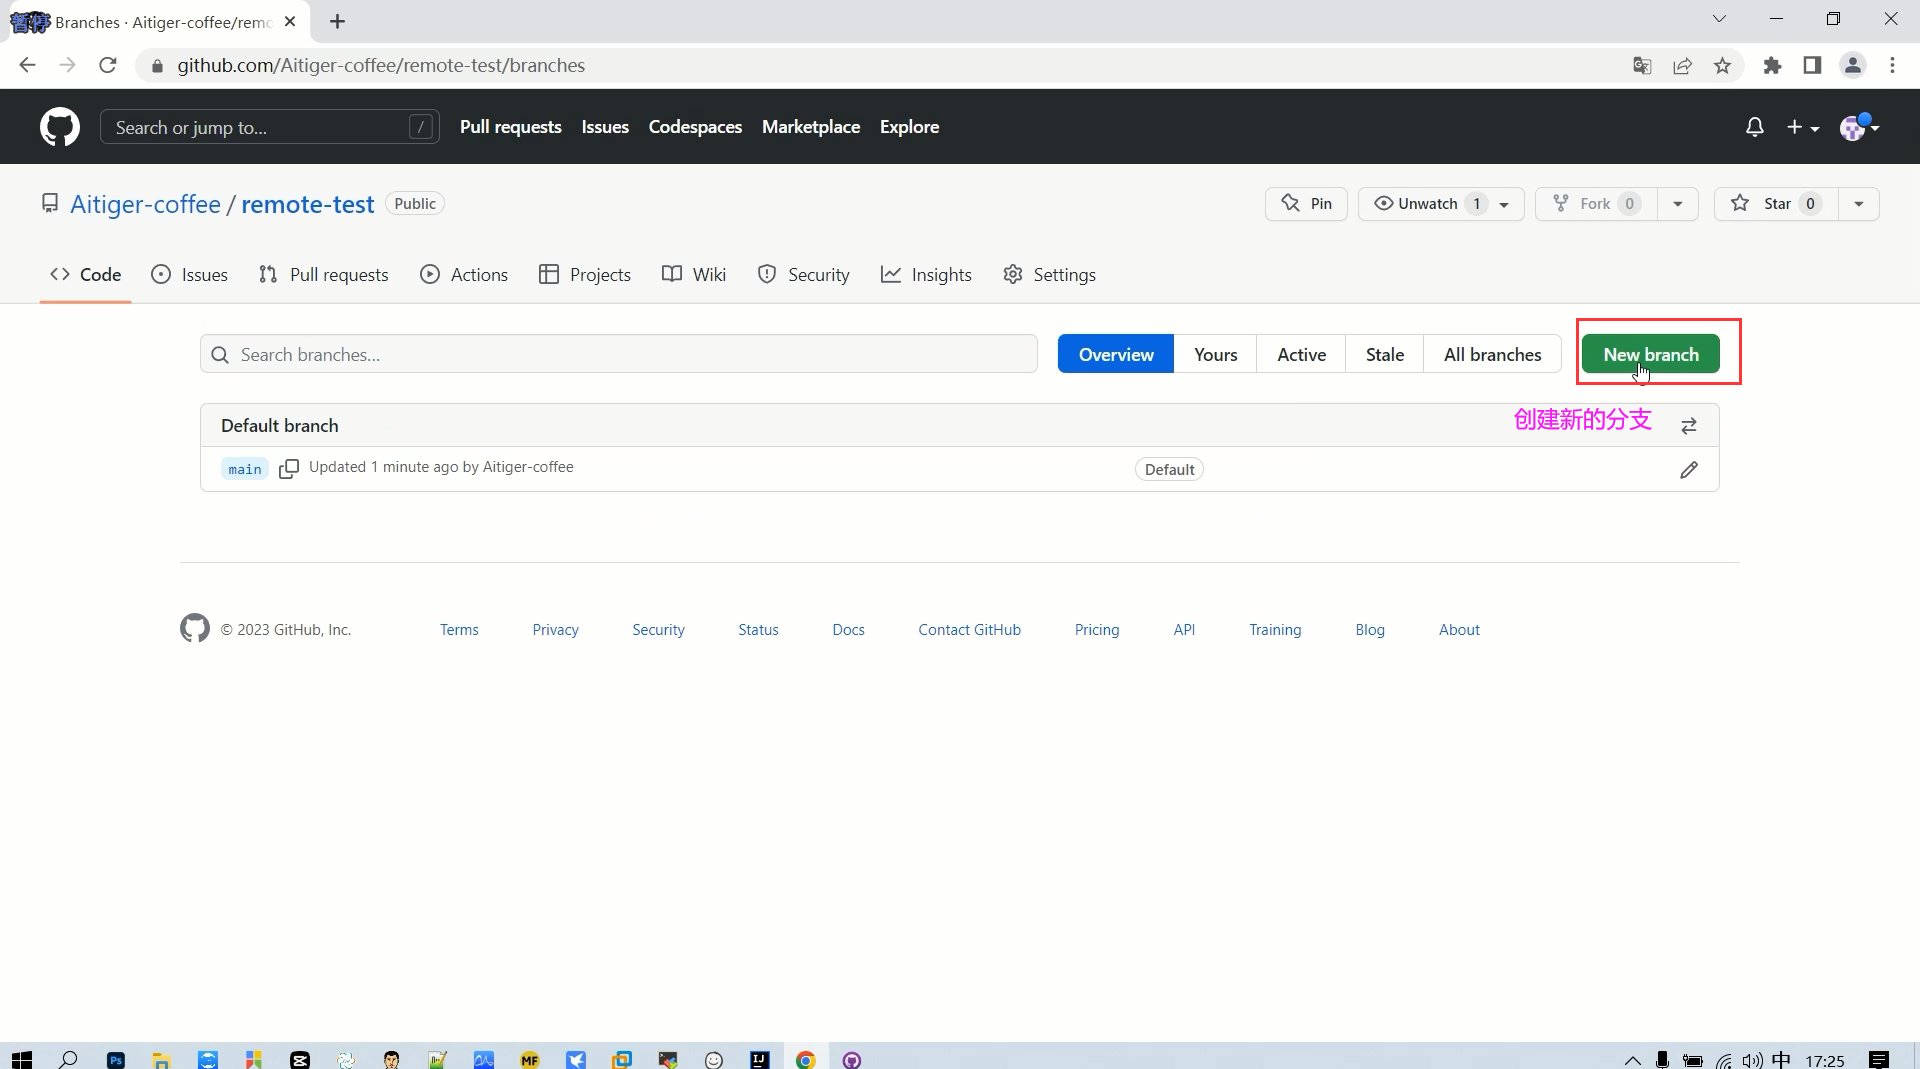 暂停 Branches · Aitiger-coffee/remo
github.com/Aitiger-coffee/remote-test/branches
Search or jump to... / Pull requests Issues Codespaces Marketplace Explore
Aitiger-coffee / remote-test Public Pin Unwatch 1 Fork 0 Star 0
Code Issues Pull requests Actions Projects Wiki Security Insights Settings
Search branches... Overview Yours Active Stale All branches New branch
Default branch 创建新的分支
main Updated 1 minute ago by Aitiger-coffee Default
© 2023 GitHub, Inc. Terms Privacy Security Status Docs Contact GitHub Pricing API Training Blog About
Ps MF IJ 中 17:25